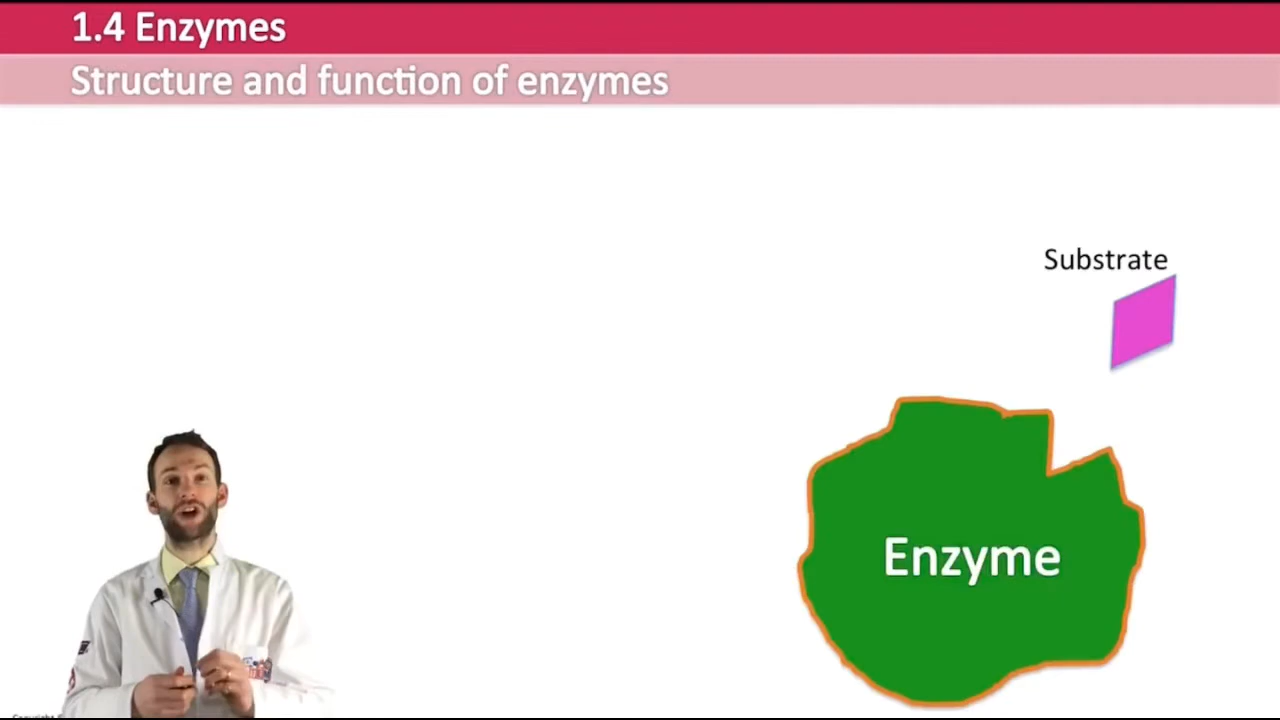 1.4 Enzymes
Structure and function of enzymes
Substrate
Enzyme